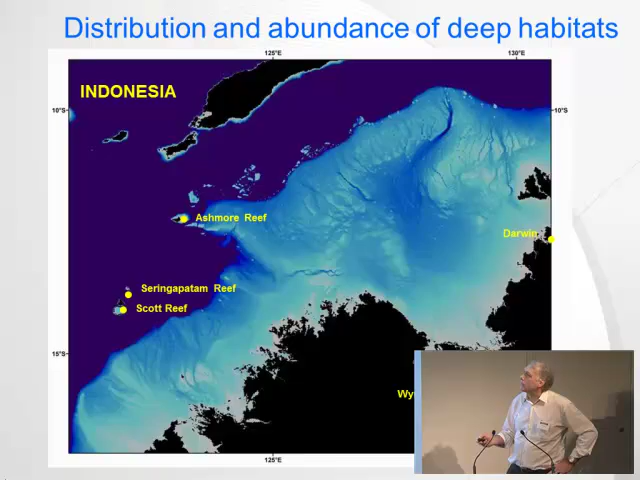 Distribution and abundance of deep habitats
125°E
130°E
INDONESIA
10°S
10°S
Ashmore Reef
Darwin
Seringapatam Reef
Scott Reef
15°S
Wy
125°E